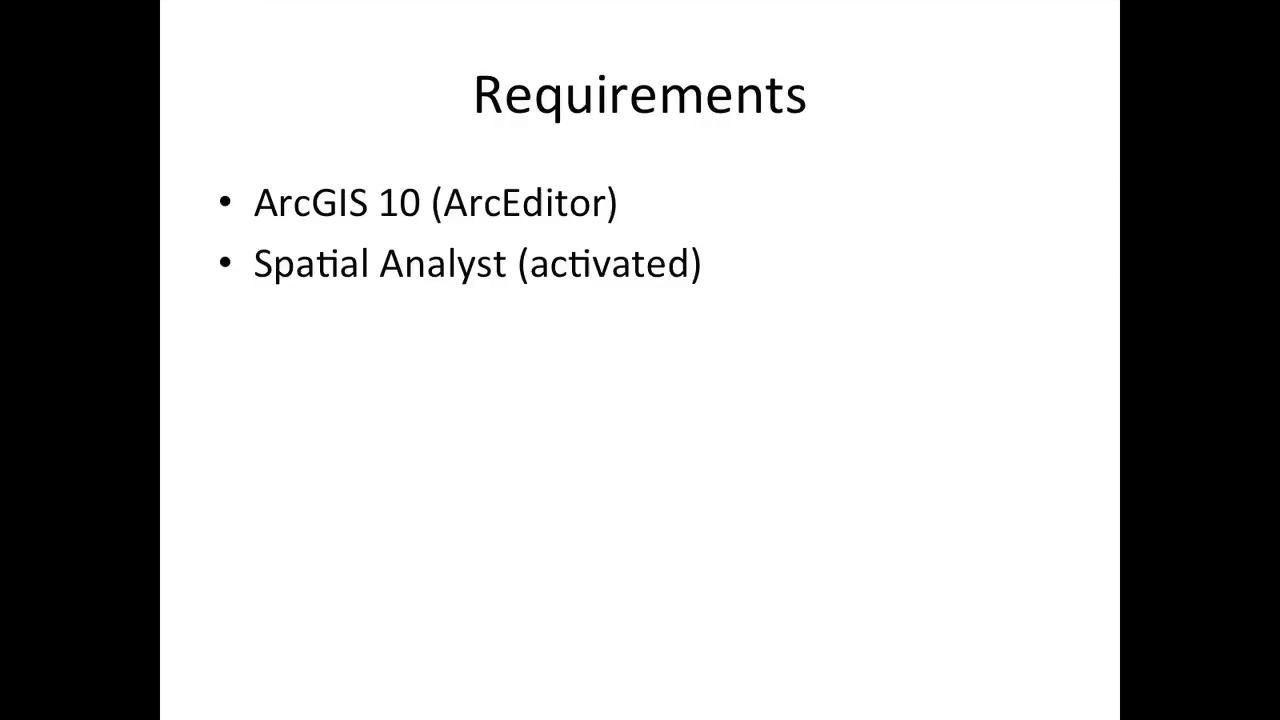 Requirements
• ArcGIS 10 (ArcEditor)
• Spatial Analyst (activated)